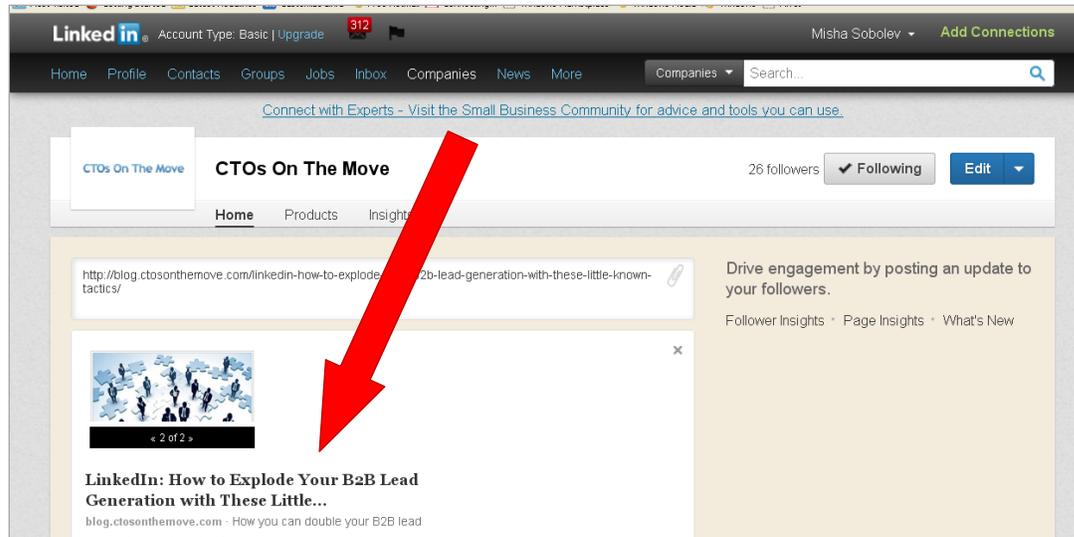 Linked in ® Account Type: Basic | Upgrade 312 Misha Sobolev Add Connections
Home Profile Contacts Groups Jobs Inbox Companies News More Companies Search...
Connect with Experts - Visit the Small Business Community for advice and tools you can use.
CTOs On The Move
CTOs On The Move
26 followers Following Edit
Home Products Insights
http://blog.ctosonthemove.com/linkedin-how-to-explode- 2b-lead-generation-with-these-little-known-
tactics/
Drive engagement by posting an update to
your followers.
Follower Insights • Page Insights • What's New
« 2 of 2 »
LinkedIn: How to Explode Your B2B Lead
Generation with These Little...
blog.ctosonthemove.com · How you can double your B2B lead